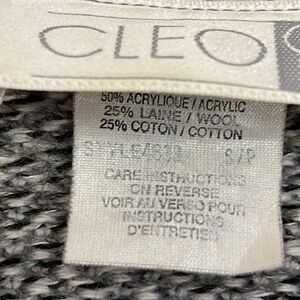 CLEO
50% ACRYLIQUE / ACRYLIC
25% LAINE / WOOL
25% COTON / COTTON
S/P
CARE INSTRUCTIONS
ON REVERSE
VOIR AU VERSO POUR
INSTRUCTIONS
D'ENTRETIEN